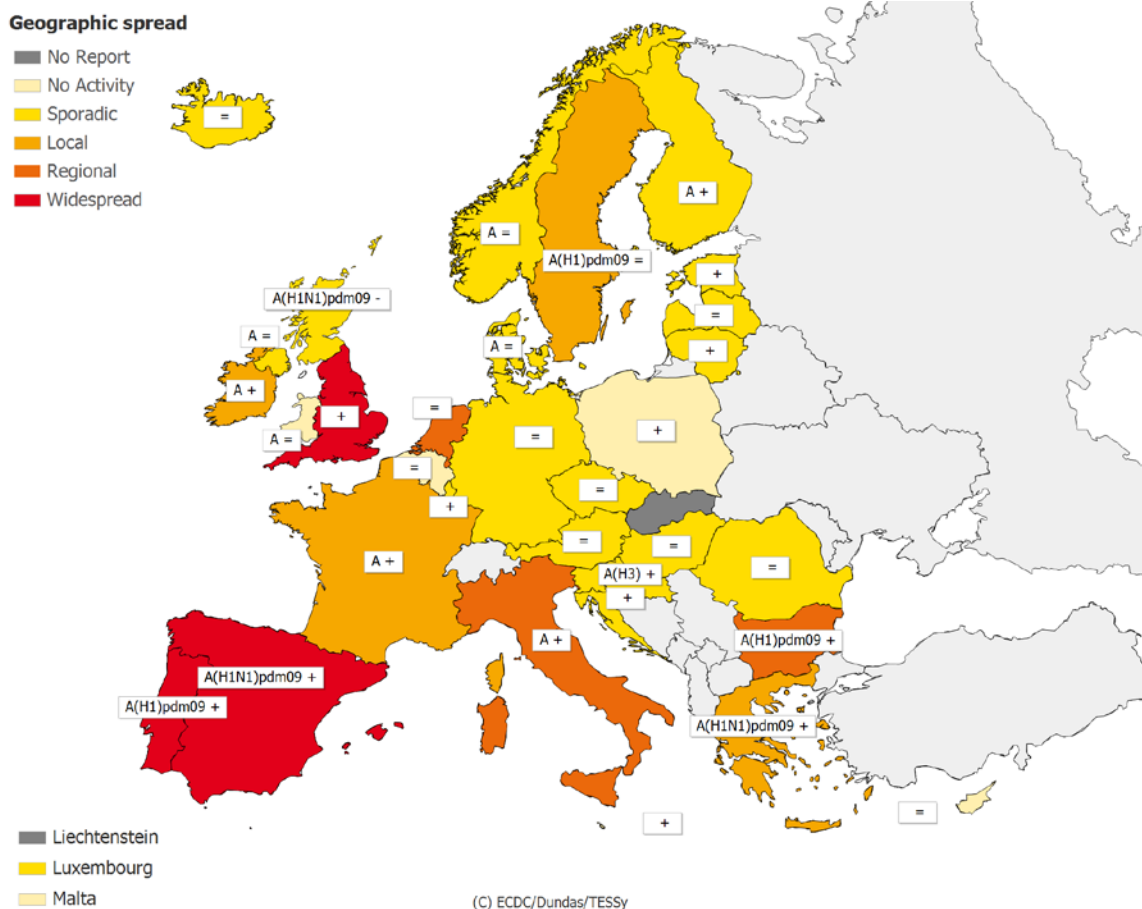 Geographic spread
No Report
No Activity
Sporadic
Local
Regional
Widespread
=
A +
A =
A(H1)pdm09 =
+
A(H1N1)pdm09 -
=
A =
A =
+
A +
=
+
+
A =
=
=
=
+
=
A +
=
=
A(H3) +
=
+
A +
A(H1)pdm09 +
A(H1N1)pdm09 +
A(H1)pdm09 +
A(H1N1)pdm09 +
=
+
Liechtenstein
Luxembourg
Malta
(C) ECDC/Dundas/TESSy